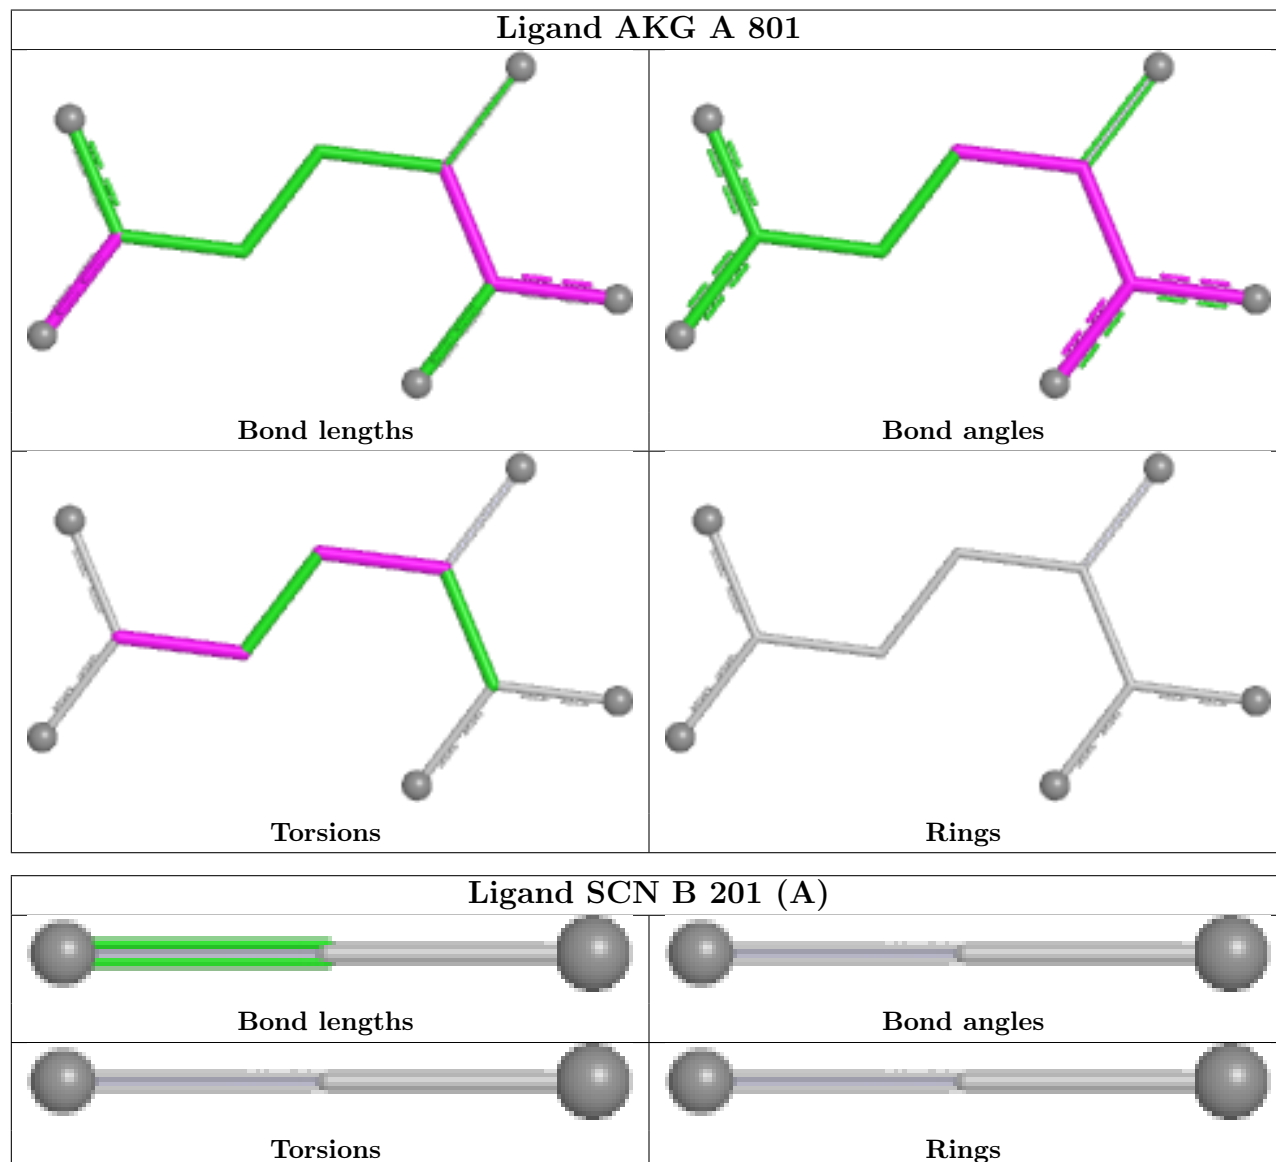 Ligand AKG A 801
Bond lengths
Bond angles
Torsions
Rings
Ligand SCN B 201 (A)
Bond lengths
Bond angles
Torsions
Rings